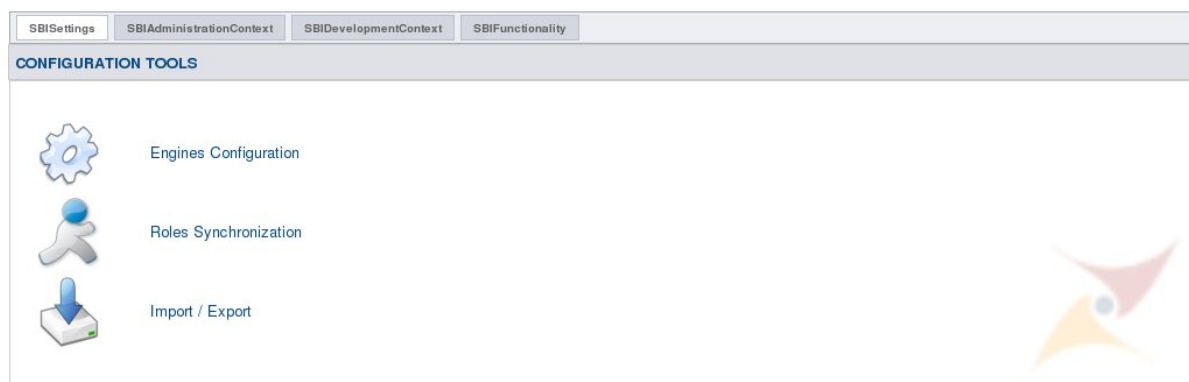 SBISettings SBIAdministrationContext SBIDevelopmentContext SBIFunctionality
CONFIGURATION TOOLS
Engines Configuration
Roles Synchronization
Import / Export